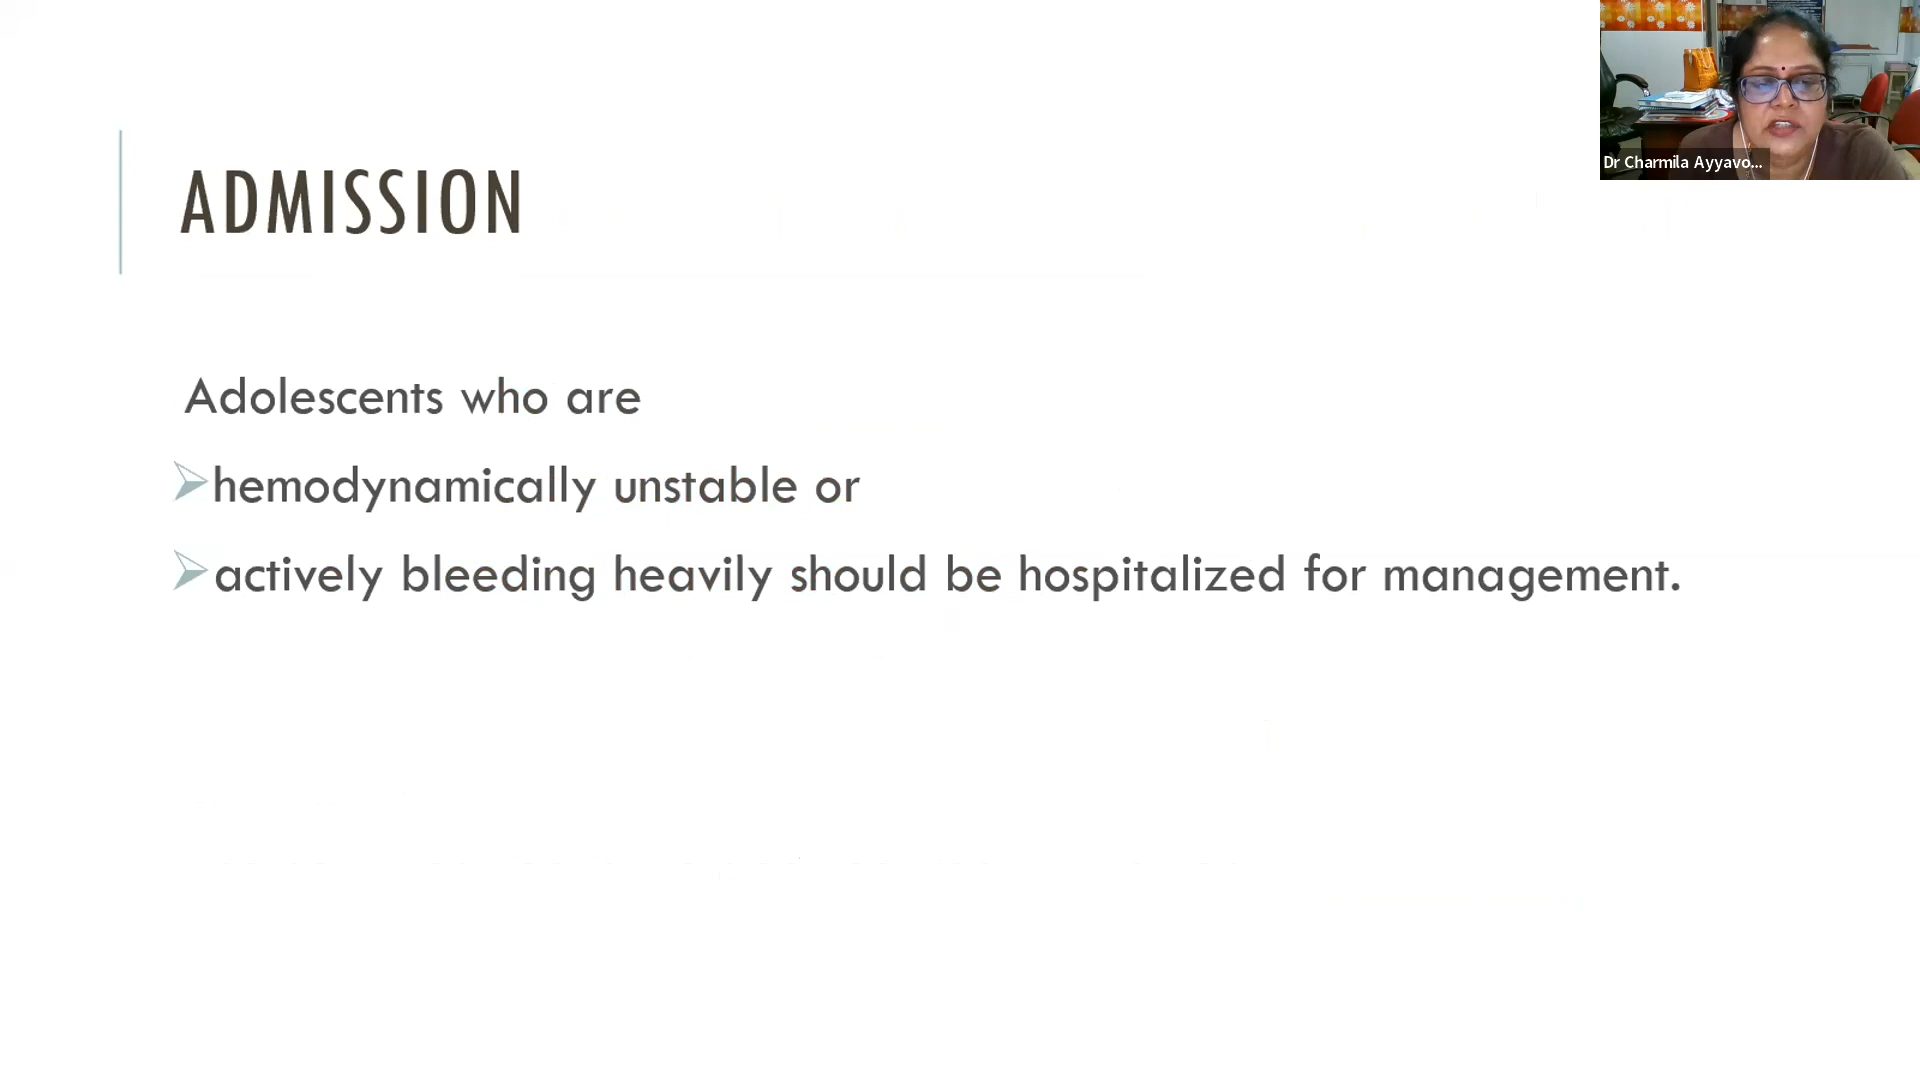 ADMISSION
Dr Charmila Ayyavo...
Adolescents who are
hemodynamically unstable or
actively bleeding heavily should be hospitalized for management.